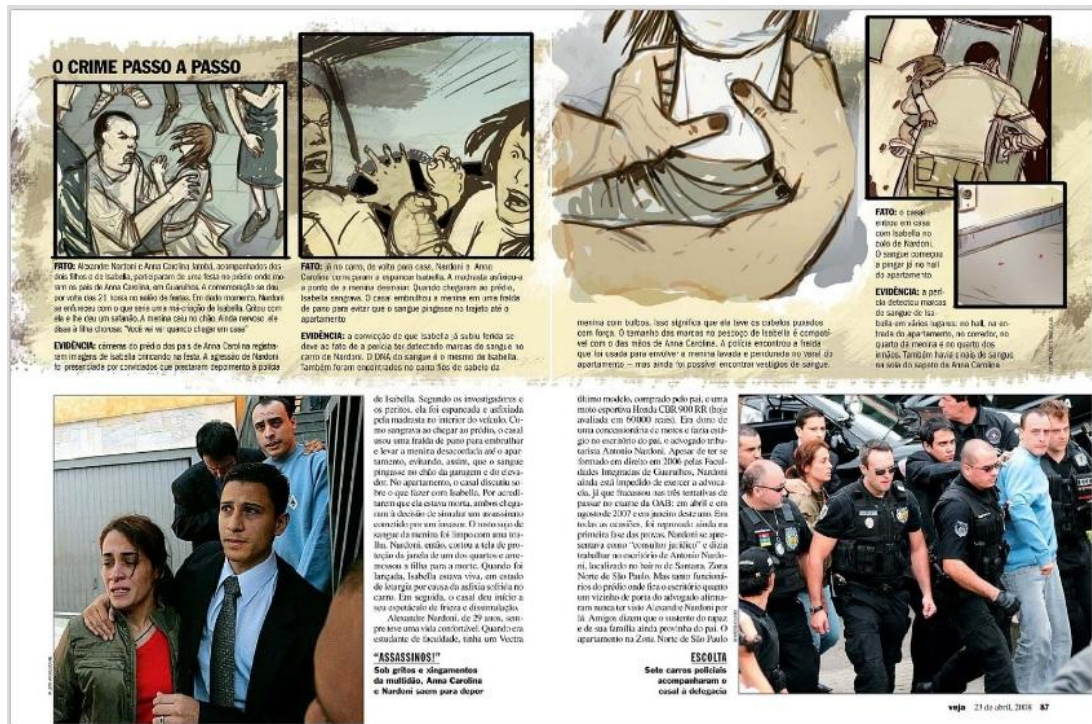 O CRIME PASSO A PASSO
FATO: Alexandre Nardoni e Anna Carolina Jatobá, acompanhados dos
dois filhos e de Isabella, participaram de uma festa no prédio onde mo-
ram os pais de Anna Carolina, em Guarulhos. A comemoração se deu
por volta das 21 horas no salão de festas. Em dado momento, Nardoni
se enfureceu com o que seria uma má-criação de Isabella. Gritou com
ela e lhe deu um safanão. A menina caiu no chão. Ainda nervoso, ele
disse à filha chorosa: "Você vai ver quando chegar em casa"
EVIDÊNCIA: câmeras do prédio dos pais de Anna Carolina registra-
ram imagens de Isabella brincando na festa. A agressão de Nardoni
foi presenciada por convidados que prestaram depoimento à polícia
FATO: já no carro, de volta para casa, Nardoni e Anna
Carolina começaram a espancar Isabella. A madrasta asfixiou-a
a ponto de a menina desmaiar. Quando chegaram ao prédio,
Isabella sangrava. O casal embrulhou a menina em uma fralda
de pano para evitar que o sangue pingasse no trajeto até o
apartamento
EVIDÊNCIA: a convicção de que Isabella já subiu ferida se
deve ao fato de a perícia ter detectado marcas de sangue no
carro de Nardoni. O DNA do sangue é o mesmo de Isabella.
Também foram encontrados no carro fios de cabelo da
menina com bulbos. Isso significa que ela teve os cabelos puxados
com força. O tamanho das marcas no pescoço de Isabella é compatí-
vel com o das mãos de Anna Carolina. A polícia encontrou a fralda
que foi usada para envolver a menina lavada e pendurada no varal do
apartamento – mas ainda foi possível encontrar vestígios de sangue.
FATO: o casal
entrou em casa
com Isabella no
colo de Nardoni.
O sangue começou
a pingar já no hall
do apartamento
EVIDÊNCIA: a perí-
cia detectou marcas
de sangue de Isa-
bella em vários lugares: no hall, na en-
trada do apartamento, no corredor, no
quarto da menina e no quarto dos
irmãos. Também havia sinais de sangue
na sola do sapato de Anna Carolina
de Isabella. Segundo os investigadores e
os peritos, ela foi espancada e asfixiada
pela madrasta no interior do veículo. Co-
mo sangrava ao chegar ao prédio, o casal
usou uma fralda de pano para embrulhar
e levar a menina desacordada até o apar-
tamento, evitando, assim, que o sangue
pingasse no chão da garagem e do eleva-
dor. No apartamento, o casal discutiu so-
bre o que fazer com Isabella. Por acredi-
tarem que ela estava morta, ambos chega-
ram à decisão de simular um assassinato
cometido por um invasor. O rosto sujo de
sangue da menina foi limpo com uma toa-
lha. Nardoni, então, cortou a tela de pro-
teção da janela de um dos quartos e arre-
messou a filha para a morte. Quando foi
lançada, Isabella estava viva, em estado
de letargia por causa da asfixia sofrida no
carro. Em seguida, o casal deu início a
seu espetáculo de frieza e dissimulação.
Alexandre Nardoni, de 29 anos, sem-
pre teve uma vida confortável. Quando era
estudante de faculdade, tinha um Vectra
"ASSASSINOS!"
Sob gritos e xingamentos
da multidão, Anna Carolina
e Nardoni saem para depor
último modelo, comprado pelo pai, e uma
moto esportiva Honda CBR 900 RR (hoje
avaliada em 60000 reais). Era dono de
uma concessionária de motos e fazia está-
gio no escritório do pai, o advogado tribu-
tarista Antonio Nardoni. Apesar de ter se
formado em direito em 2006 pelas Facul-
dades Integradas de Guarulhos, Nardoni
ainda está impedido de exercer a advoca-
cia, já que fracassou nas três tentativas de
passar no exame da OAB: em abril e em
agosto de 2007 e em janeiro deste ano. Em
todas as ocasiões, foi reprovado ainda na
primeira fase das provas. Nardoni se apre-
sentava como "consultor jurídico" e dizia
trabalhar no escritório de Antonio Nardo-
ni, localizado no bairro de Santana, Zona
Norte de São Paulo. Mas tanto funcioná-
rios do prédio onde fica o escritório quanto
um vizinho de porta do advogado afirma-
ram nunca ter visto Alexandre Nardoni por
lá. Amigos dizem que o sustento do rapaz
e de sua família ainda provinha do pai. O
apartamento na Zona Norte de São Paulo
ESCOLTA
Sete carros policiais
acompanharam o
casal à delegacia
veja 23 de abril, 2008 87